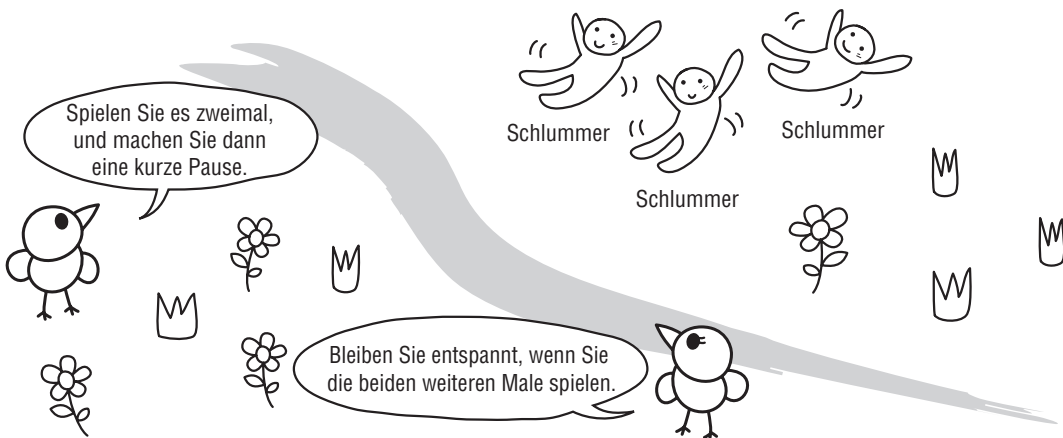 Spielen Sie es zweimal,
und machen Sie dann
eine kurze Pause.
Schlummer
Schlummer
Schlummer
Bleiben Sie entspannt, wenn Sie
die beiden weiteren Male spielen.